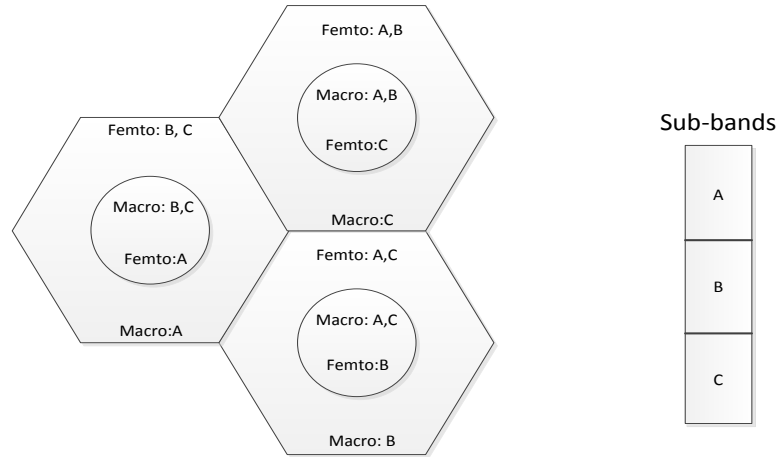 Femto: A,B
Macro: A,B
Femto:C
Macro:C
Femto: B, C
Macro: B,C
Femto:A
Macro:A
Femto: A,C
Macro: A,C
Femto:B
Macro: B
Sub-bands
A
B
C